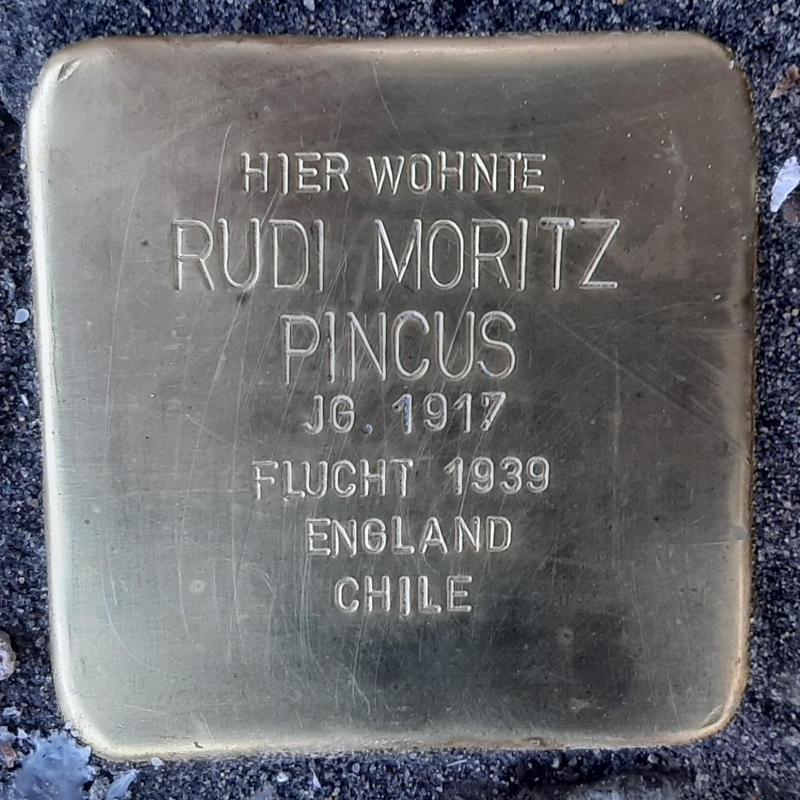 HIER WOHNTE
RUDI MORITZ
PINCUS
JG. 1917
FLUCHT 1939
ENGLAND
CHILE